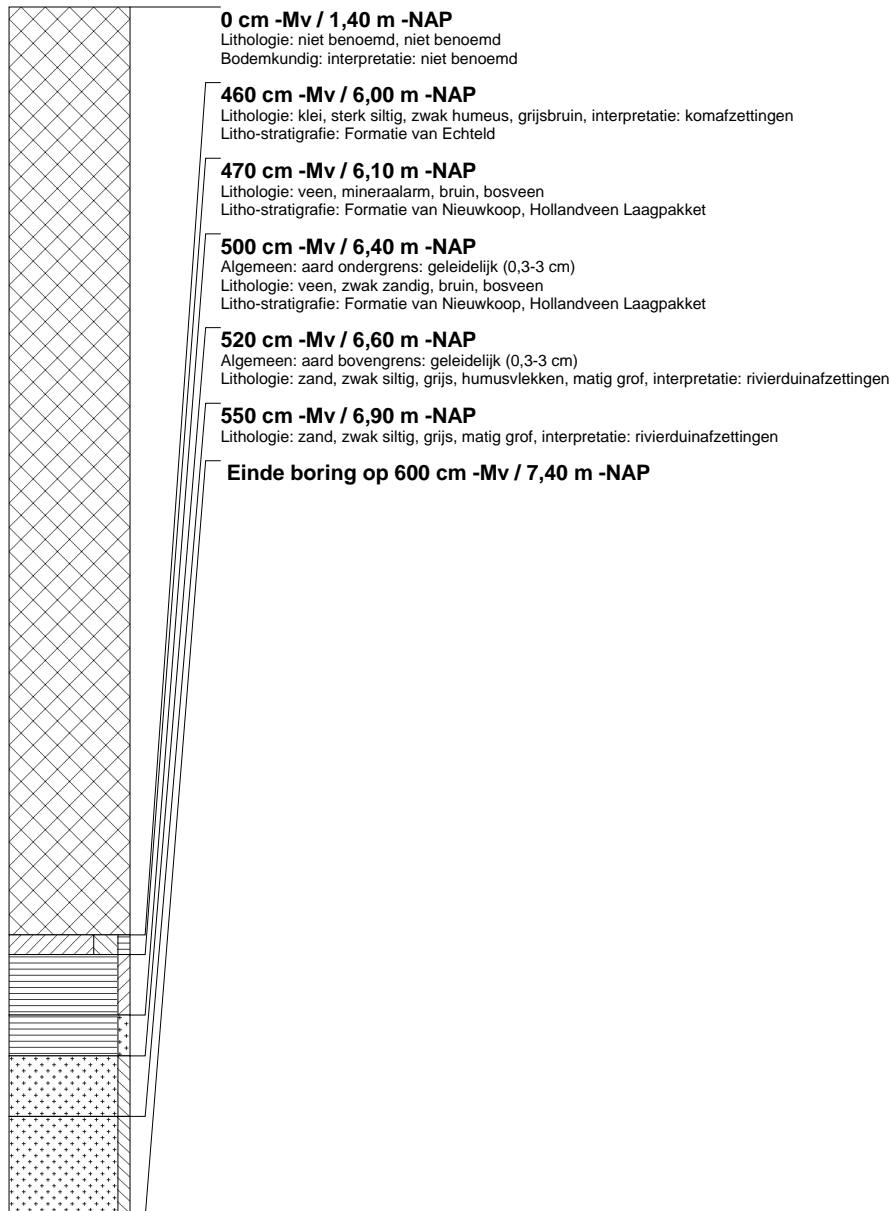 0 cm -Mv / 1,40 m -NAP
Lithologie: niet benoemd, niet benoemd
Bodemkundig: interpretatie: niet benoemd
460 cm -Mv / 6,00 m -NAP
Lithologie: klei, sterk siltig, zwak humeus, grijsbruin, interpretatie: komafzettingen
Litho-stratigrafie: Formatie van Echteld
470 cm -Mv / 6,10 m -NAP
Lithologie: veen, mineraalarm, bruin, bosveen
Litho-stratigrafie: Formatie van Nieuwkoop, Hollandveen Laagpakket
500 cm -Mv / 6,40 m -NAP
Algemeen: aard ondergrens: geleidelijk (0,3-3 cm)
Lithologie: veen, zwak zandig, bruin, bosveen
Litho-stratigrafie: Formatie van Nieuwkoop, Hollandveen Laagpakket
520 cm -Mv / 6,60 m -NAP
Algemeen: aard bovengrens: geleidelijk (0,3-3 cm)
Lithologie: zand, zwak siltig, grijs, humusvlekken, matig grof, interpretatie: rivierduinafzettingen
550 cm -Mv / 6,90 m -NAP
Lithologie: zand, zwak siltig, grijs, matig grof, interpretatie: rivierduinafzettingen
Einde boring op 600 cm -Mv / 7,40 m -NAP